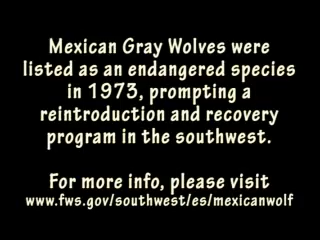 Mexican Gray Wolves were
listed as an endangered species
in 1973, prompting a
reintroduction and recovery
program in the southwest.
For more info, please visit
www.fws.gov/southwest/es/mexicanwolf